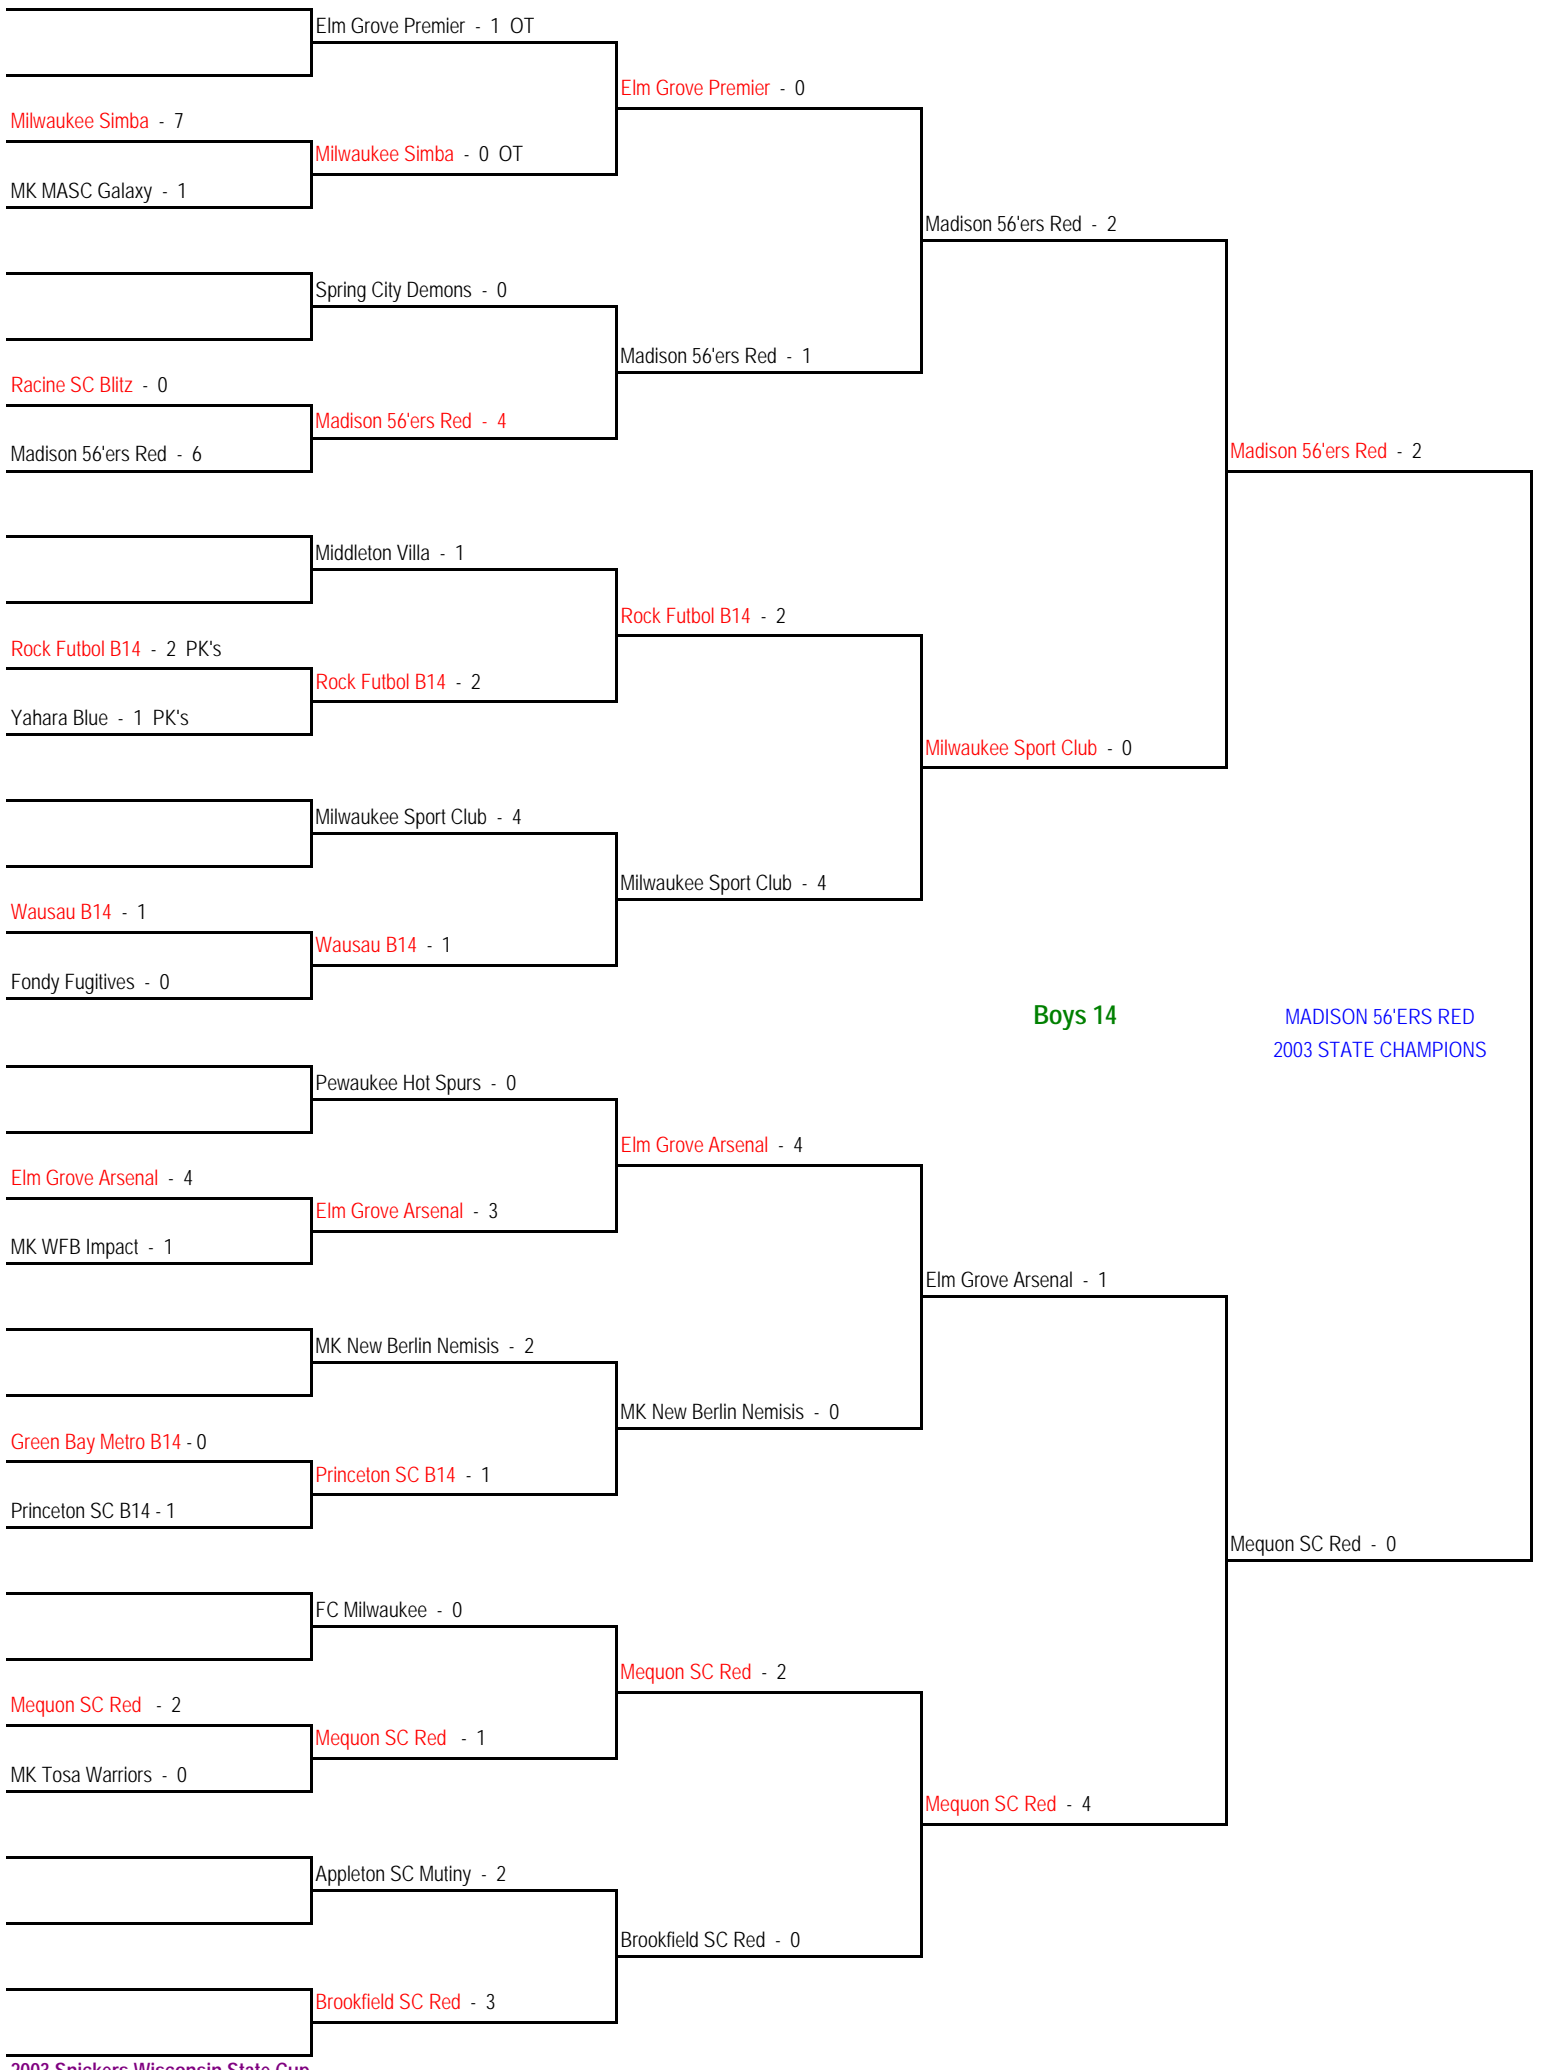 Elm Grove Premier - 1 OT
Elm Grove Premier - 0
Milwaukee Simba - 7
Milwaukee Simba - 0 OT
MK MASC Galaxy - 1
Madison 56'ers Red - 2
Spring City Demons - 0
Madison 56'ers Red - 1
Racine SC Blitz - 0
Madison 56'ers Red - 4
Madison 56'ers Red - 6
Madison 56'ers Red - 2
Middleton Villa - 1
Rock Futbol B14 - 2
Rock Futbol B14 - 2 PK's
Rock Futbol B14 - 2
Yahara Blue - 1 PK's
Milwaukee Sport Club - 0
Milwaukee Sport Club - 4
Milwaukee Sport Club - 4
Wausau B14 - 1
Wausau B14 - 1
Fondy Fugitives - 0
Boys 14
MADISON 56'ERS RED
2003 STATE CHAMPIONS
Pewaukee Hot Spurs - 0
Elm Grove Arsenal - 4
Elm Grove Arsenal - 4
Elm Grove Arsenal - 3
MK WFB Impact - 1
Elm Grove Arsenal - 1
MK New Berlin Nemisis - 2
MK New Berlin Nemisis - 0
Green Bay Metro B14 - 0
Princeton SC B14 - 1
Princeton SC B14 - 1
Mequon SC Red - 0
FC Milwaukee - 0
Mequon SC Red - 2
Mequon SC Red - 2
Mequon SC Red - 1
MK Tosa Warriors - 0
Mequon SC Red - 4
Appleton SC Mutiny - 2
Brookfield SC Red - 0
Brookfield SC Red - 3
2003 Snickers Wisconsin State Cup